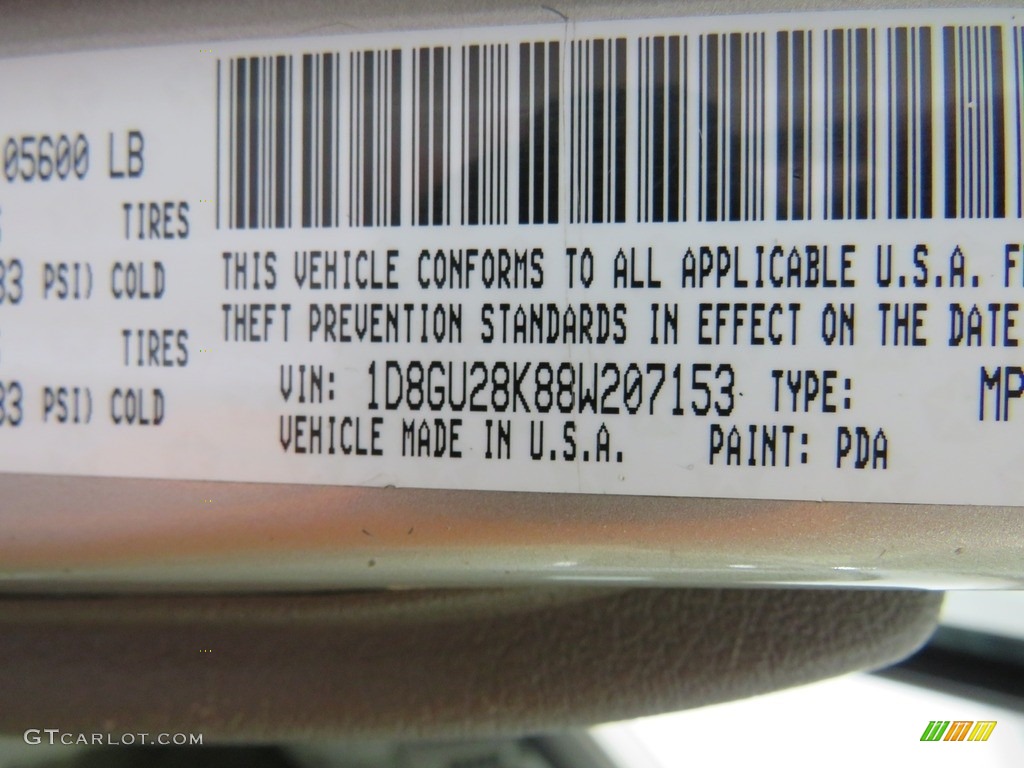 05600 LB
TIRES
PSI) COLD
TIRES
PSI) COLD
THIS VEHICLE CONFORMS TO ALL APPLICABLE U.S.A.
THEFT PREVENTION STANDARDS IN EFFECT ON THE DATE
VIN: 1D8GU28K88W207153 TYPE: MP
VEHICLE MADE IN U.S.A. PAINT: PDA
GTCARLOT.COM